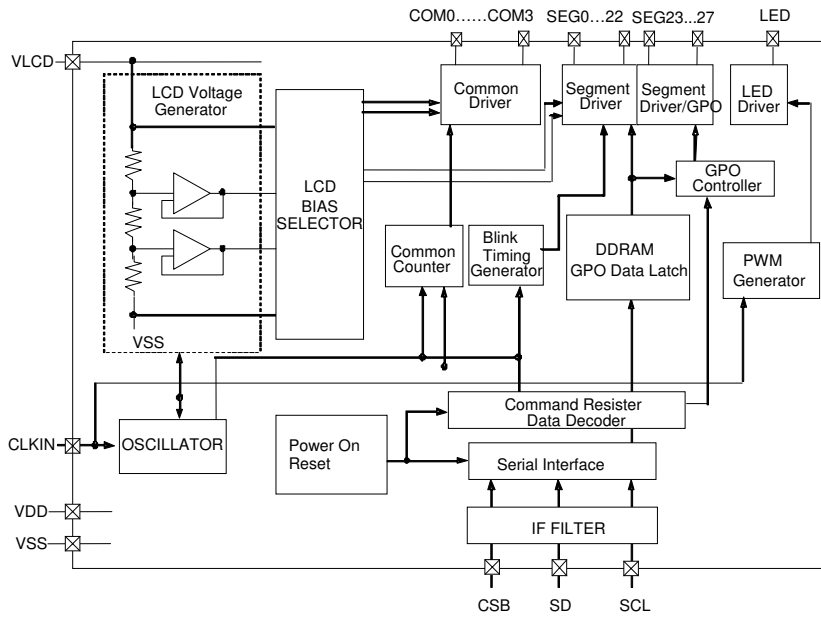 COM0……COM3
SEG0…22
SEG23...27
LED
VLCD
LCD Voltage
Generator
Common
Driver
Segment
Driver
Segment
Driver/GPO
LED
Driver
LCD
BIAS
SELECTOR
GPO
Controller
Common
Counter
Blink
Timing
Generator
DDRAM
GPO Data Latch
PWM
Generator
VSS
Command Register
Data Decoder
CLKIN
OSCILLATOR
Power On
Reset
Serial Interface
VDD
VSS
IF FILTER
CSB
SD
SCL